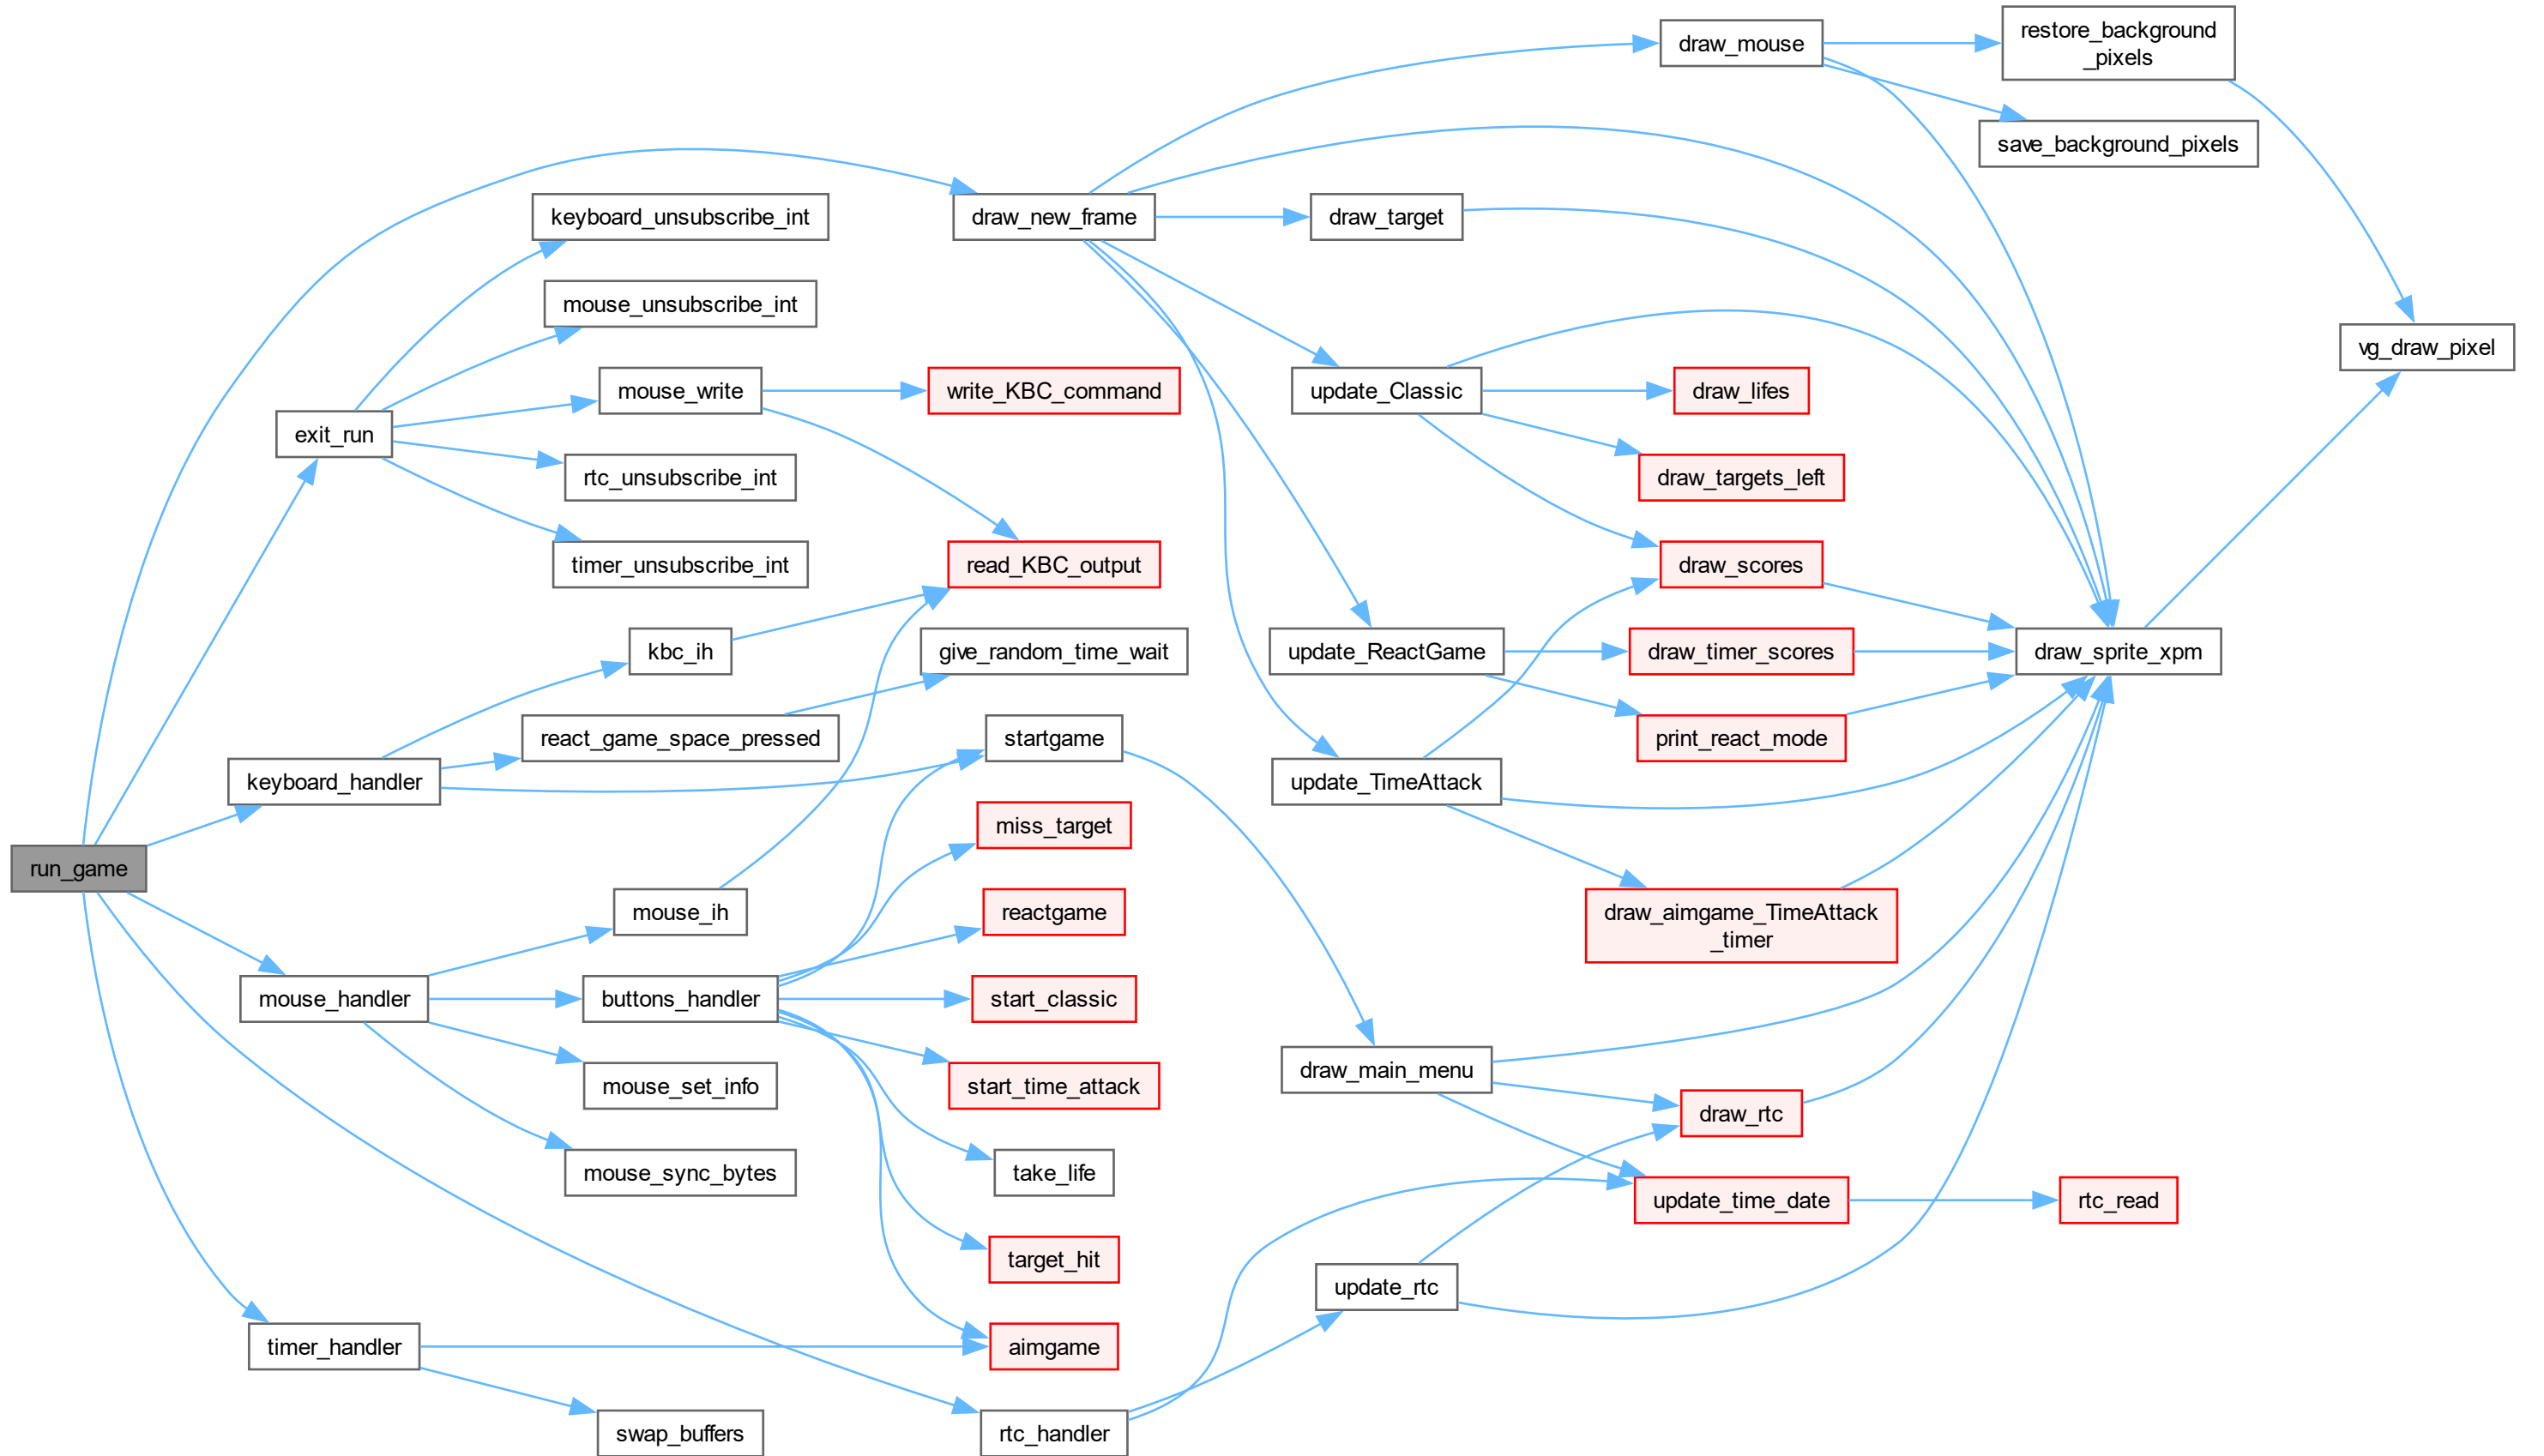 run_game
exit_run
keyboard_handler
mouse_handler
timer_handler
keyboard_unsubscribe_int
mouse_unsubscribe_int
mouse_write
rtc_unsubscribe_int
timer_unsubscribe_int
kbc_ih
react_game_space_pressed
mouse_ih
buttons_handler
mouse_set_info
mouse_sync_bytes
swap_buffers
draw_new_frame
write_KBC_command
read_KBC_output
give_random_time_wait
startgame
miss_target
reactgame
start_classic
start_time_attack
take_life
target_hit
aimgame
rtc_handler
draw_target
update_Classic
update_ReactGame
update_TimeAttack
draw_main_menu
update_rtc
draw_mouse
draw_lifes
draw_targets_left
draw_scores
draw_timer_scores
print_react_mode
draw_aimgame_TimeAttack
_timer
draw_rtc
update_time_date
restore_background
_pixels
save_background_pixels
draw_sprite_xpm
rtc_read
vg_draw_pixel